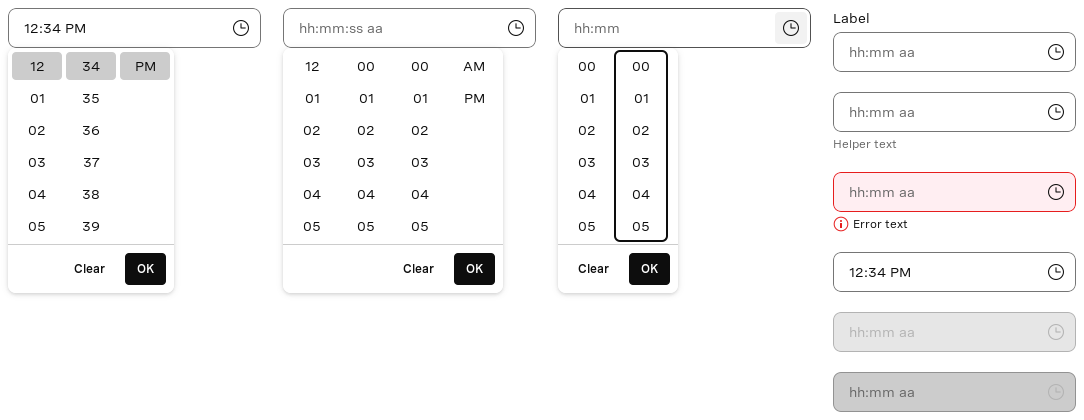 12:34 PM
12 34 PM
01 35
02 36
03 37
04 38
05 39
Clear OK
hh:mm:ss aa
12 00 00 AM
01 01 01 PM
02 02 02
03 03 03
04 04 04
05 05 05
Clear OK
hh:mm
00 00
01 01
02 02
03 03
04 04
05 05
Clear OK
Label
hh:mm aa
hh:mm aa
Helper text
hh:mm aa
Error text
12:34 PM
hh:mm aa
hh:mm aa